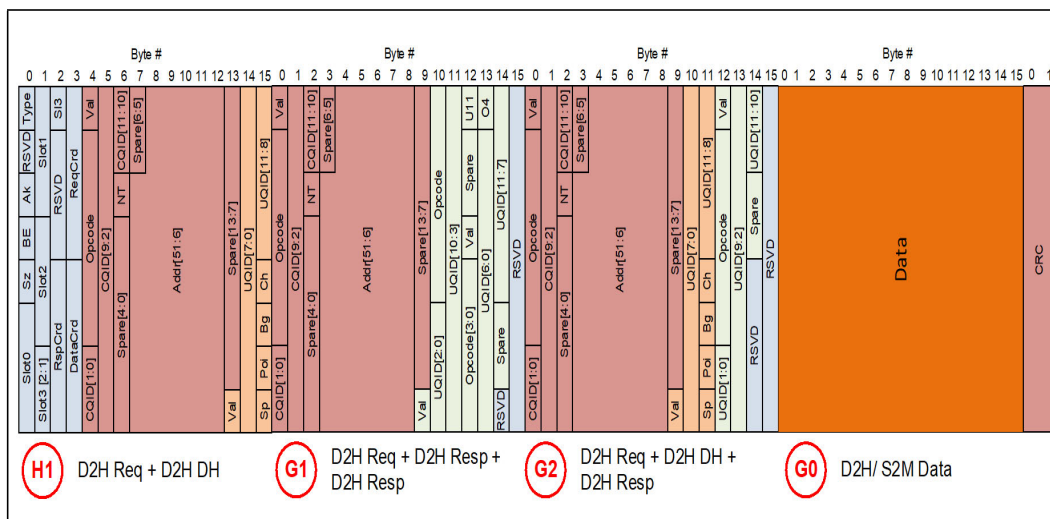 Byte #
Byte #
Byte #
Byte #
0 1 2 3 4 5 6 7 8 9 10 11 12 13 14 15 0 1 2 3 4 5 6 7 8 9 10 11 12 13 14 15 0 1 2 3 4 5 6 7 8 9 10 11 12 13 14 15 0 1 2 3 4 5 6 7 8 9 10 11 12 13 14 15 0 1
Type
RSVD
Ak
BE
Sz
Slot0
Slot1
Slot2
Slot3 [2:1]
Sl3
RSVD
RspCrd
ReqCrd
DataCrd
Val
Opcode
CQID[1:0]
CQID[9:2]
CQID[11:10]
NT
Spare[4:0]
Spare[6:5]
Addr[51:6]
Spare[13:7]
Val
UQID[7:0]
UQID[11:8]
Ch
Bg
Poi
Sp
Val
Opcode
CQID[1:0]
CQID[9:2]
CQID[11:10]
NT
Spare[4:0]
Spare[6:5]
Addr[51:6]
Spare[13:7]
Val
Opcode
UQID[2:0]
UQID[10:3]
U11
Spare
Val
Opcode[3:0]
O4
UQID[6:0]
UQID[11:7]
Spare
RSVD
RSVD
Val
Opcode
CQID[1:0]
CQID[9:2]
CQID[11:10]
NT
Spare[4:0]
Spare[6:5]
Addr[51:6]
Spare[13:7]
Val
UQID[7:0]
UQID[11:8]
Ch
Bg
Poi
Sp
Val
Opcode
UQID[1:0]
UQID[9:2]
UQID[11:10]
Spare
RSVD
RSVD
Data
CRC
H1
D2H Req + D2H DH
G1
D2H Req + D2H Resp +
D2H Resp
G2
D2H Req + D2H DH +
D2H Resp
G0
D2H/ S2M Data